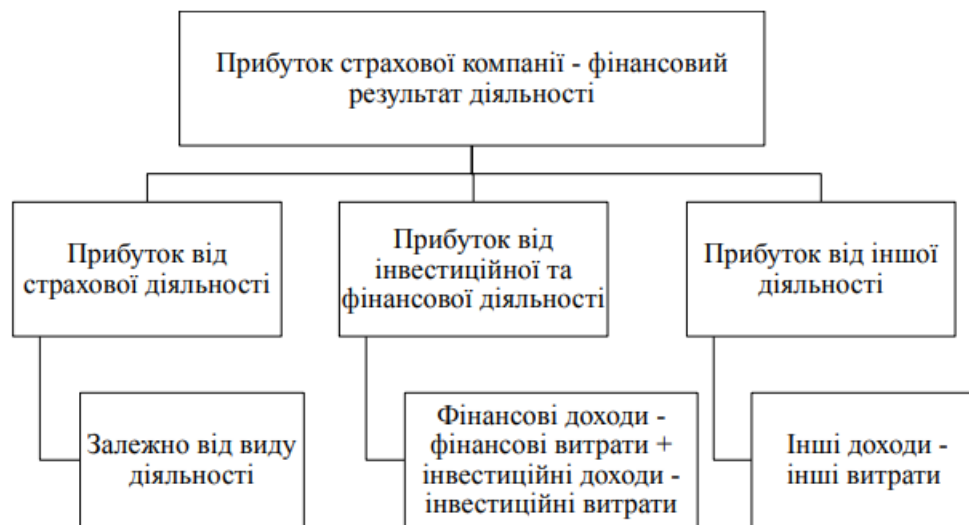 Прибуток страхової компанії - фінансовий
результат діяльності
Прибуток від
страхової діяльності
Прибуток від
інвестиційної та
фінансової діяльності
Прибуток від іншої
діяльності
Залежно від виду
діяльності
Фінансові доходи -
фінансові витрати +
інвестиційні доходи -
інвестиційні витрати
Інші доходи -
інші витрати